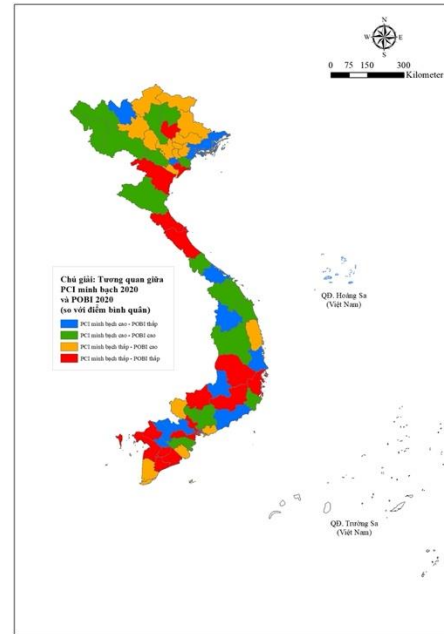 N
W E
S
0 75 150 300
Kilometer
QĐ. Hoàng Sa
(Việt Nam)
Chú giải: Tương quan giữa
PCI minh bạch 2020
và POBI 2020
(so với điểm bình quân)
PCI minh bạch cao - POBI thấp
PCI minh bạch cao - POBI cao
PCI minh bạch thấp - POBI cao
PCI minh bạch thấp - POBI thấp
QĐ. Trường Sa
(Việt Nam)